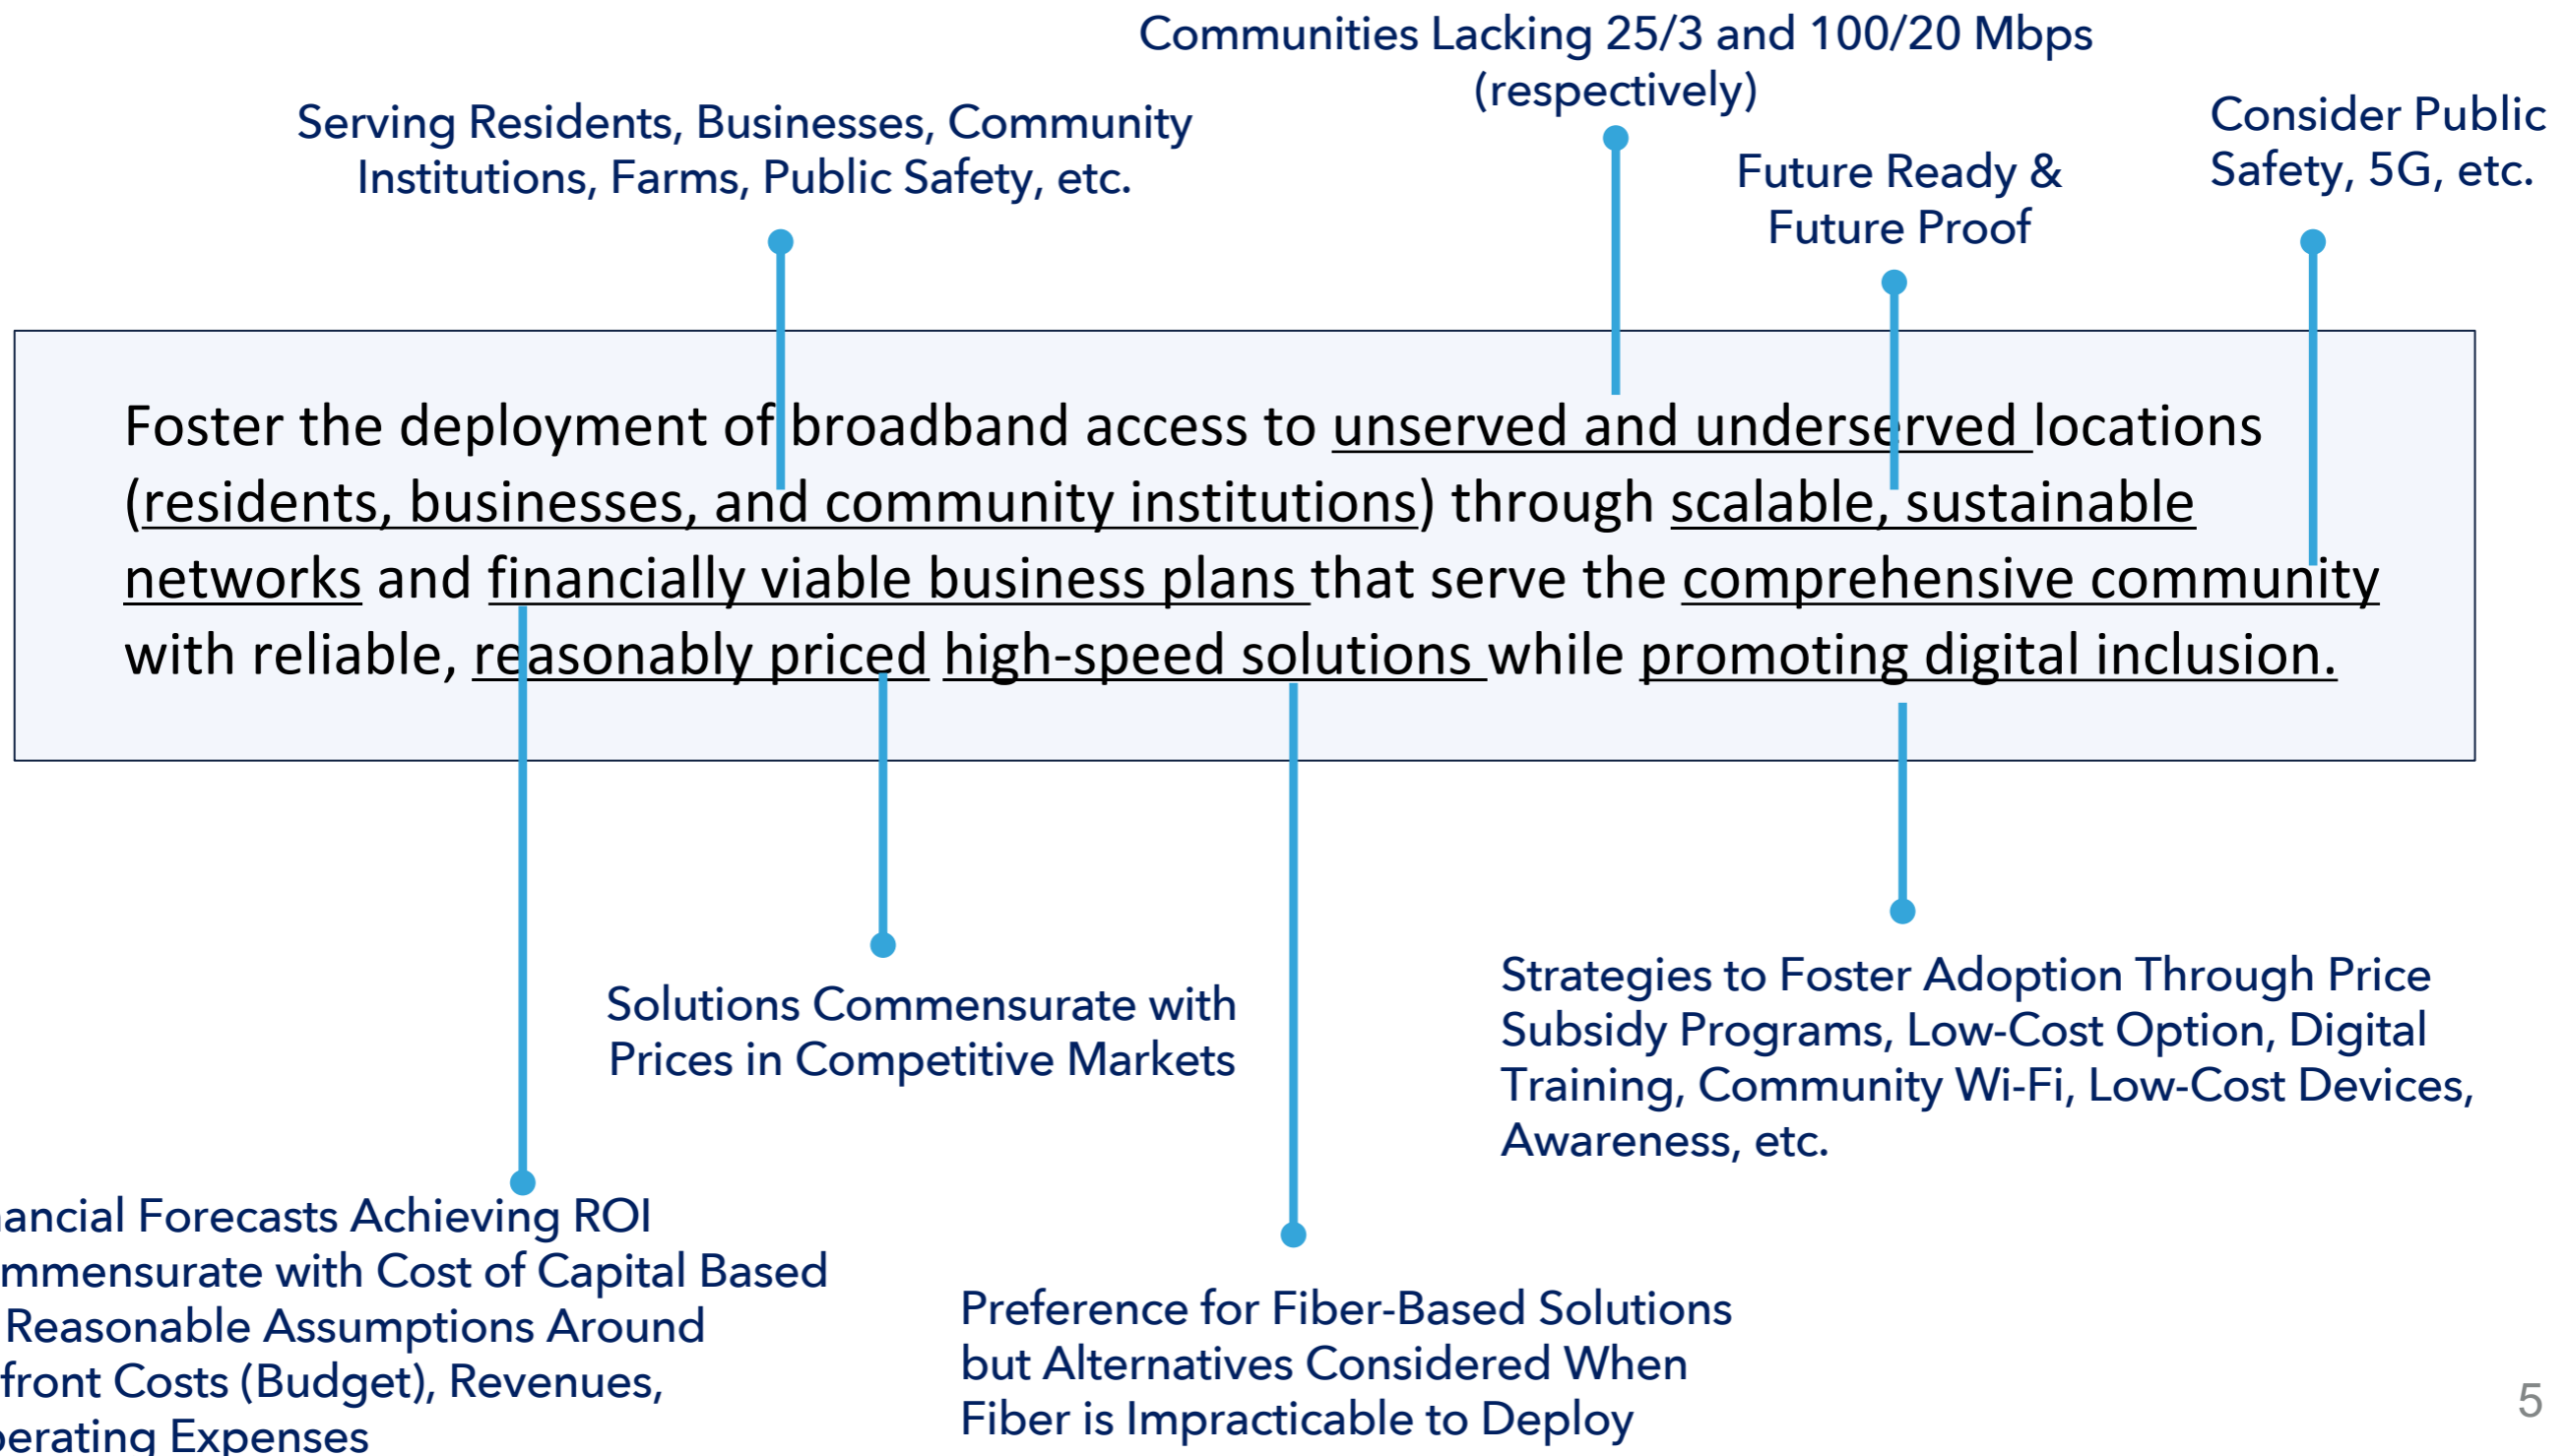 Communities Lacking 25/3 and 100/20 Mbps
(respectively)
Serving Residents, Businesses, Community
Institutions, Farms, Public Safety, etc.
Future Ready &
Future Proof
Consider Public
Safety, 5G, etc.
Foster the deployment of broadband access to unserved and underserved locations
(residents, businesses, and community institutions) through scalable, sustainable
networks and financially viable business plans that serve the comprehensive community
with reliable, reasonably priced high-speed solutions while promoting digital inclusion.
Solutions Commensurate with
Prices in Competitive Markets
Strategies to Foster Adoption Through Price
Subsidy Programs, Low-Cost Option, Digital
Training, Community Wi-Fi, Low-Cost Devices,
Awareness, etc.
ancial Forecasts Achieving ROI
mmensurate with Cost of Capital Based
Reasonable Assumptions Around
front Costs (Budget), Revenues,
erating Expenses
Preference for Fiber-Based Solutions
but Alternatives Considered When
Fiber is Impracticable to Deploy
5